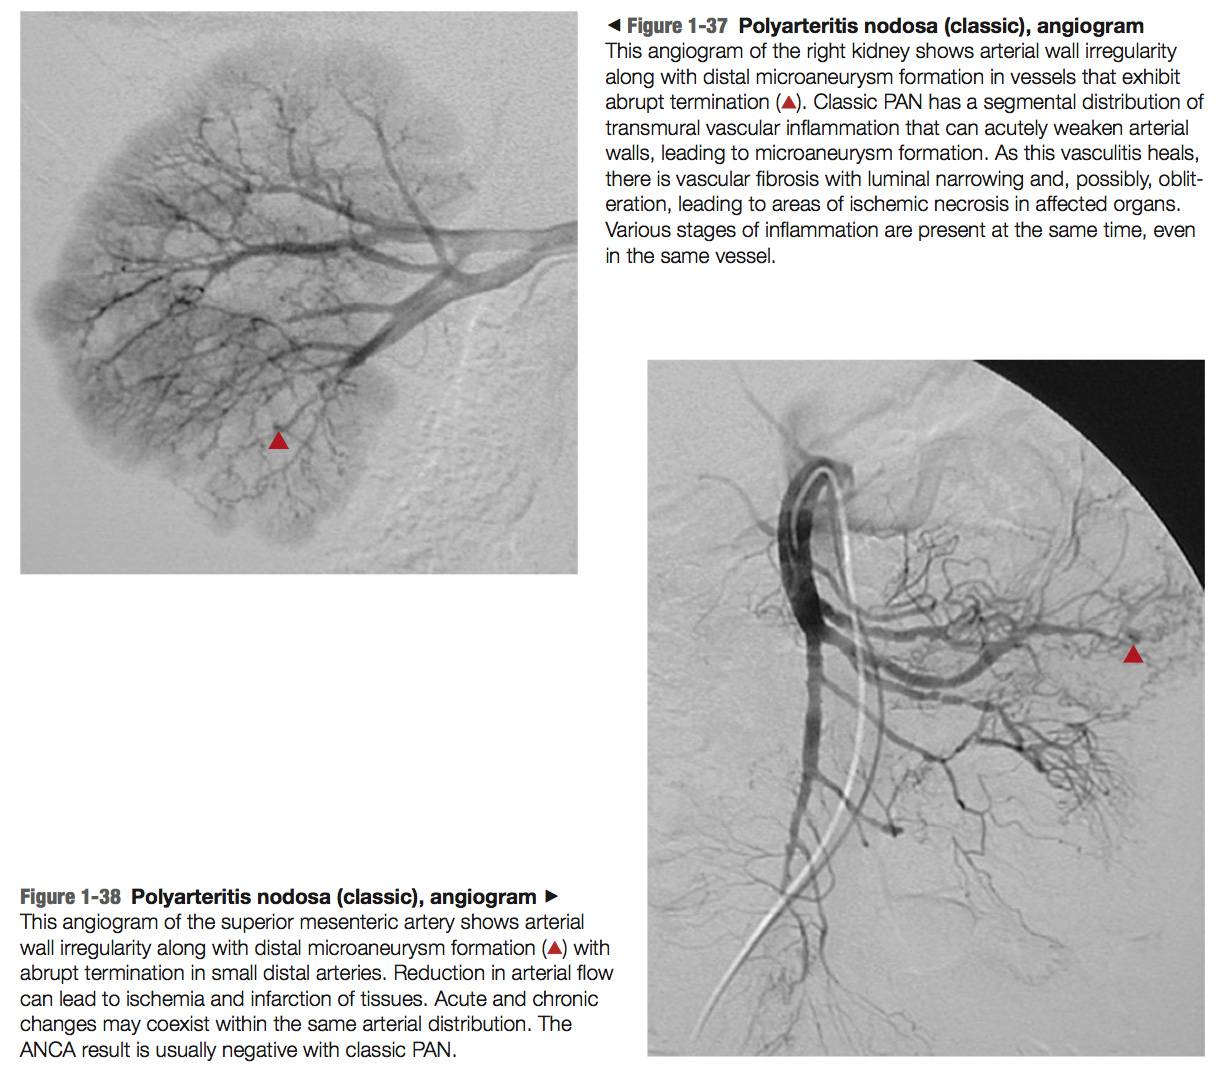 ◄ Figure 1-37 Polyarteritis nodosa (classic), angiogram
This angiogram of the right kidney shows arterial wall irregularity
along with distal microaneurysm formation in vessels that exhibit
abrupt termination (▲). Classic PAN has a segmental distribution of
transmural vascular inflammation that can acutely weaken arterial
walls, leading to microaneurysm formation. As this vasculitis heals,
there is vascular fibrosis with luminal narrowing and, possibly, oblit-
eration, leading to areas of ischemic necrosis in affected organs.
Various stages of inflammation are present at the same time, even
in the same vessel.
Figure 1-38 Polyarteritis nodosa (classic), angiogram ►
This angiogram of the superior mesenteric artery shows arterial
wall irregularity along with distal microaneurysm formation (▲) with
abrupt termination in small distal arteries. Reduction in arterial flow
can lead to ischemia and infarction of tissues. Acute and chronic
changes may coexist within the same arterial distribution. The
ANCA result is usually negative with classic PAN.